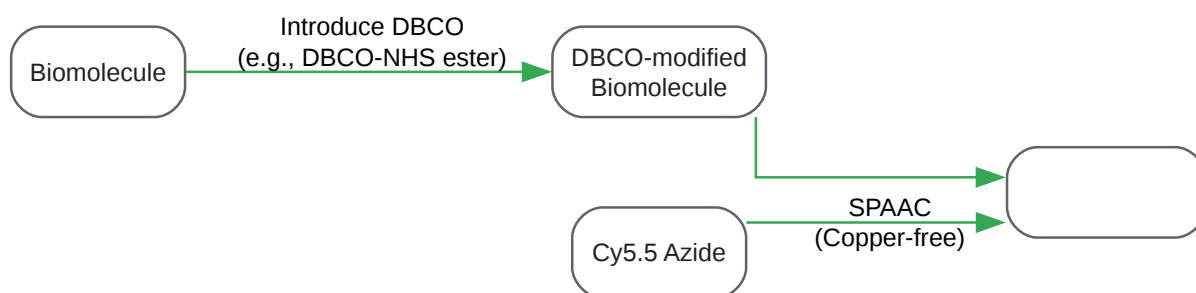 Introduce DBCO
(e.g., DBCO-NHS ester)
Biomolecule
DBCO-modified
Biomolecule
SPAAC
(Copper-free)
Cy5.5 Azide